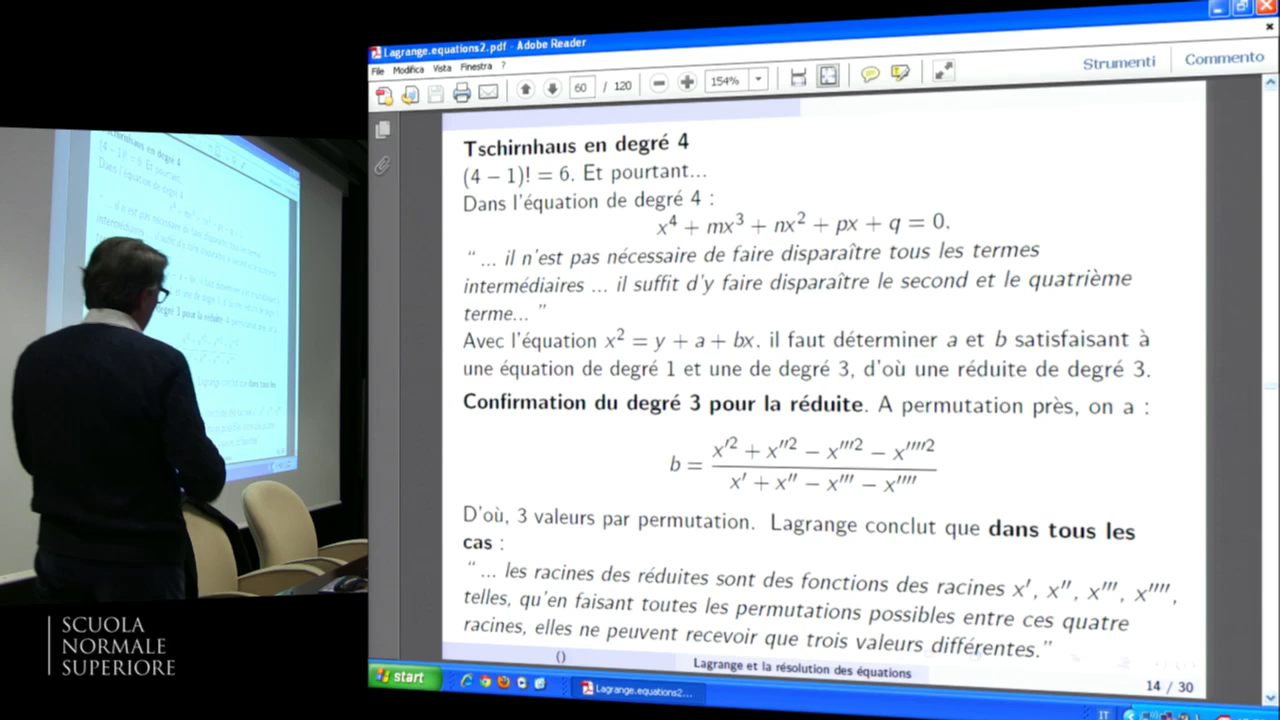 Lagrange.equations2.pdf - Adobe Reader
File Modifica Vista Finestra ?
60 / 120 154% Strumenti Commento
Tschirnhaus en degré 4
(4 − 1)! = 6. Et pourtant...
Dans l'équation de degré 4 :
x⁴ + mx³ + nx² + px + q = 0.
“ ... il n'est pas nécessaire de faire disparaître tous les termes
intermédiaires ... il suffit d'y faire disparaître le second et le quatrième
terme... ”
Avec l'équation x² = y + a + bx, il faut déterminer a et b satisfaisant à
une équation de degré 1 et une de degré 3, d'où une réduite de degré 3.
Confirmation du degré 3 pour la réduite. A permutation près, on a :
b = (x′² + x″² − x‴² − x⁗²) / (x′ + x″ − x‴ − x⁗)
D'où, 3 valeurs par permutation. Lagrange conclut que dans tous les
cas :
“ ... les racines des réduites sont des fonctions des racines x′, x″, x‴, x⁗,
telles, qu'en faisant toutes les permutations possibles entre ces quatre
racines, elles ne peuvent recevoir que trois valeurs différentes.”
() Lagrange et la résolution des équations
14 / 30
start Lagrange.equations2... IT
SCUOLA
NORMALE
SUPERIORE